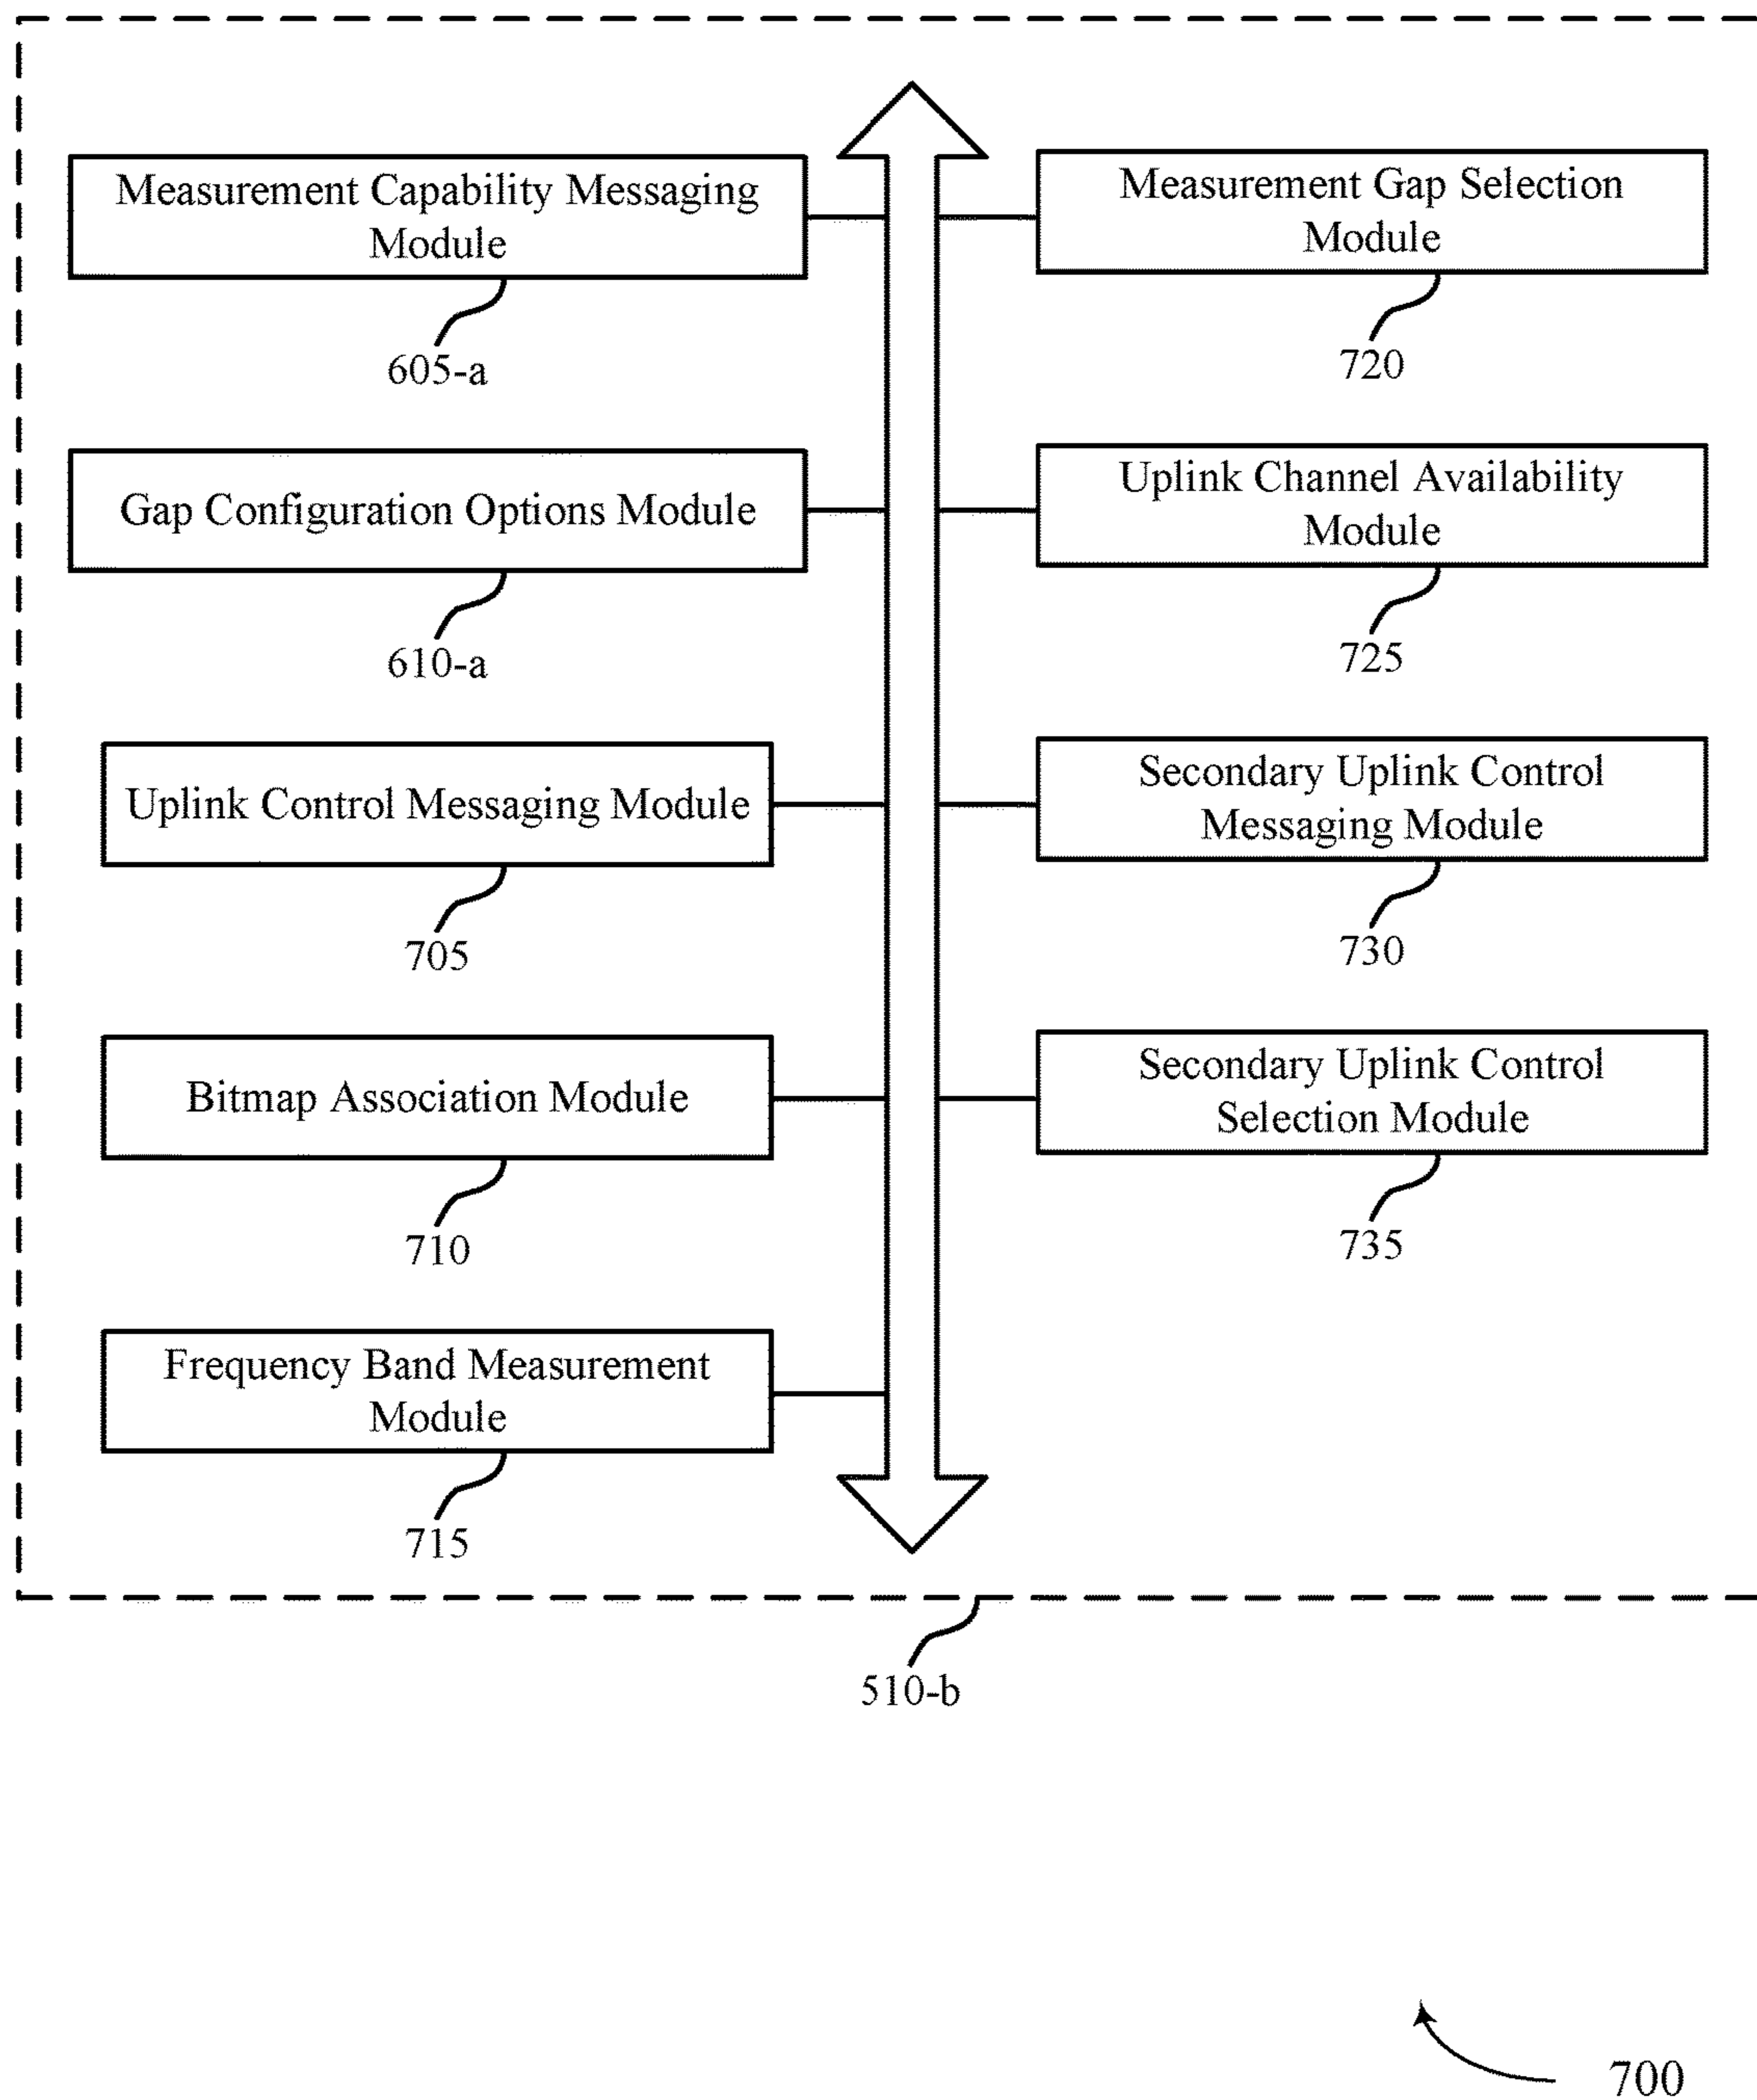 Measurement Capability Messaging
Module
605-a
Gap Configuration Options Module
610-a
Uplink Control Messaging Module
705
Bitmap Association Module
710
Frequency Band Measurement
Module
715
Measurement Gap Selection
Module
720
Uplink Channel Availability
Module
725
Secondary Uplink Control
Messaging Module
730
Secondary Uplink Control
Selection Module
735
510-b
700